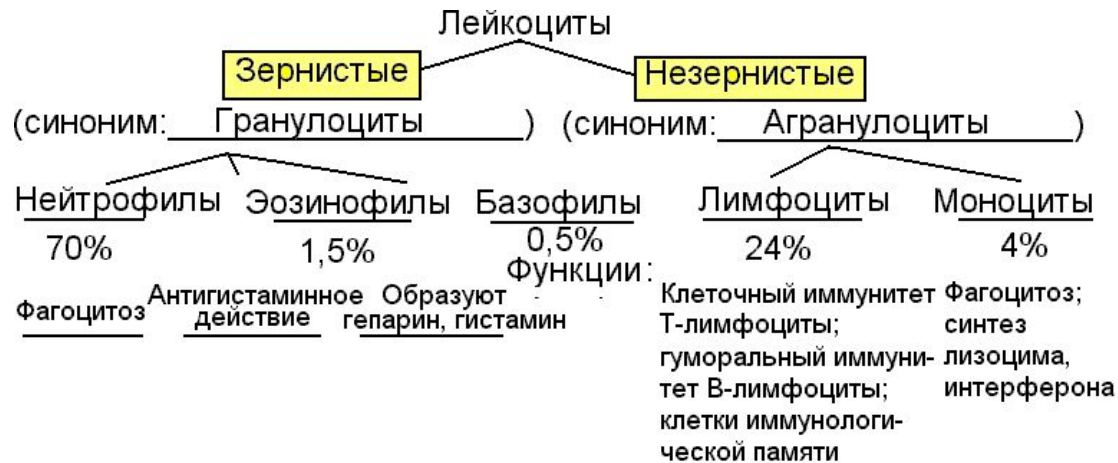 Лейкоциты
Зернистые Незернистые
(синоним: Гранулоциты ) (синоним: Агранулоциты )
Нейтрофилы Эозинофилы Базофилы Лимфоциты Моноциты
70% 1,5% 0,5% 24% 4%
Функции:
Фагоцитоз
Антигистаминное
действие
Образуют
гепарин, гистамин
Клеточный иммунитет
Т-лимфоциты;
гуморальный иммуни-
тет В-лимфоциты;
клетки иммунологи-
ческой памяти
Фагоцитоз;
синтез
лизоцима,
интерферона